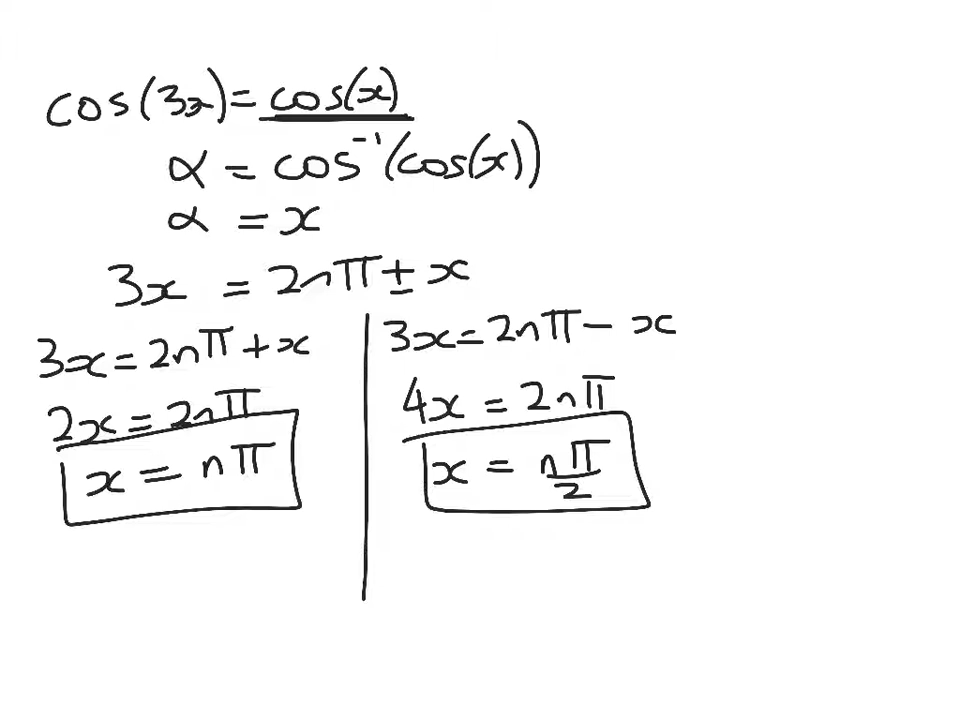 cos(3x)=cos(x)
α = cos⁻¹(cos(x))
α = x
3x = 2nπ ± x
3x = 2nπ + x
2x = 2nπ
x = nπ
3x = 2nπ − x
4x = 2nπ
x = nπ/2